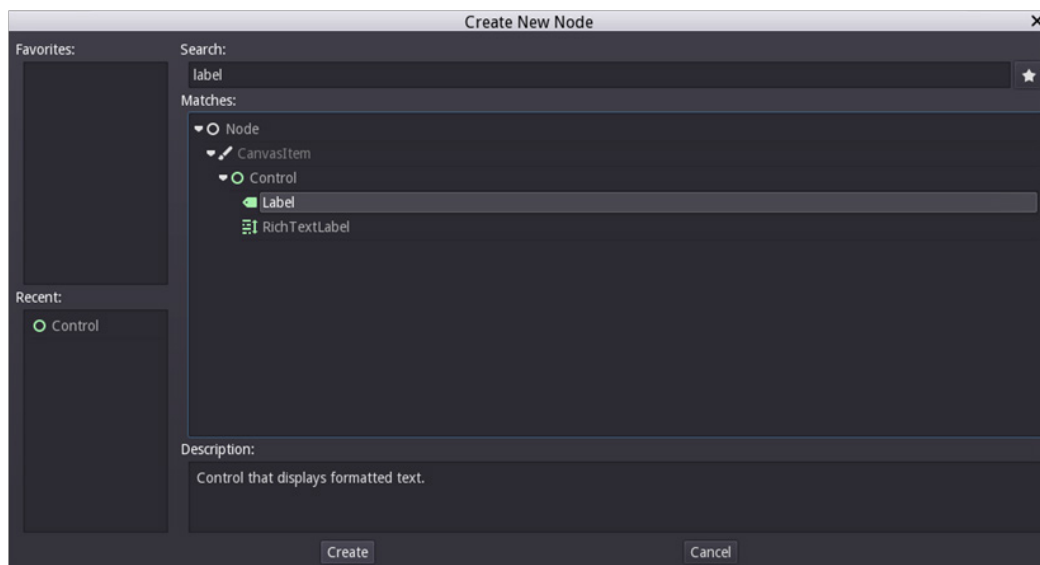 Create New Node
Favorites:
Search:
label
Matches:
Node
CanvasItem
Control
Label
RichTextLabel
Recent:
Control
Description:
Control that displays formatted text.
Create
Cancel